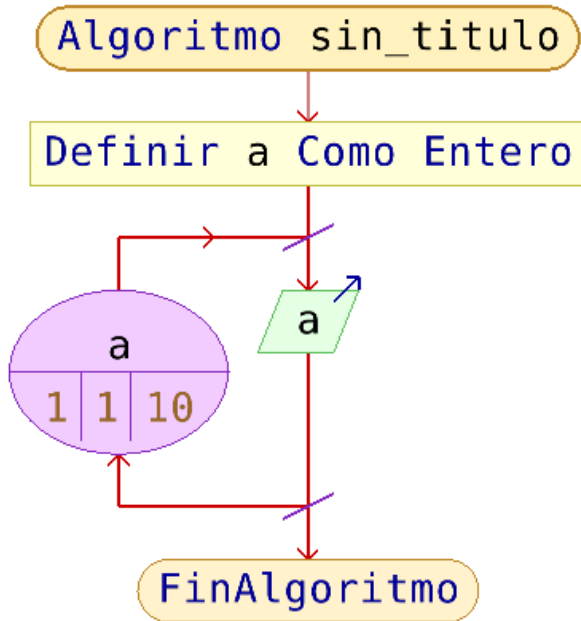 Algoritmo sin_titulo
Definir a Como Entero
a
a
1 1 10
FinAlgoritmo